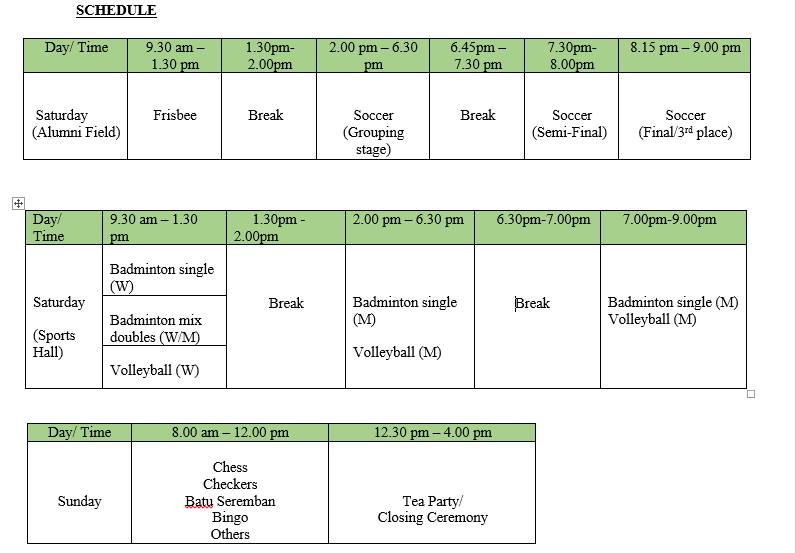 SCHEDULE
Day/ Time
9.30 am –
1.30 pm
1.30pm-
2.00pm
2.00 pm – 6.30
pm
6.45pm –
7.30 pm
7.30pm-
8.00pm
8.15 pm – 9.00 pm
Saturday
(Alumni Field)
Frisbee
Break
Soccer
(Grouping
stage)
Break
Soccer
(Semi-Final)
Soccer
(Final/3rd place)
Day/
Time
9.30 am – 1.30
pm
1.30pm -
2.00pm
2.00 pm – 6.30 pm
6.30pm-7.00pm
7.00pm-9.00pm
Saturday
(Sports
Hall)
Badminton single
(W)
Badminton mix
doubles (W/M)
Volleyball (W)
Break
Badminton single
(M)
Volleyball (M)
Break
Badminton single (M)
Volleyball (M)
Day/ Time
8.00 am – 12.00 pm
12.30 pm – 4.00 pm
Sunday
Chess
Checkers
Batu Seremban
Bingo
Others
Tea Party/
Closing Ceremony